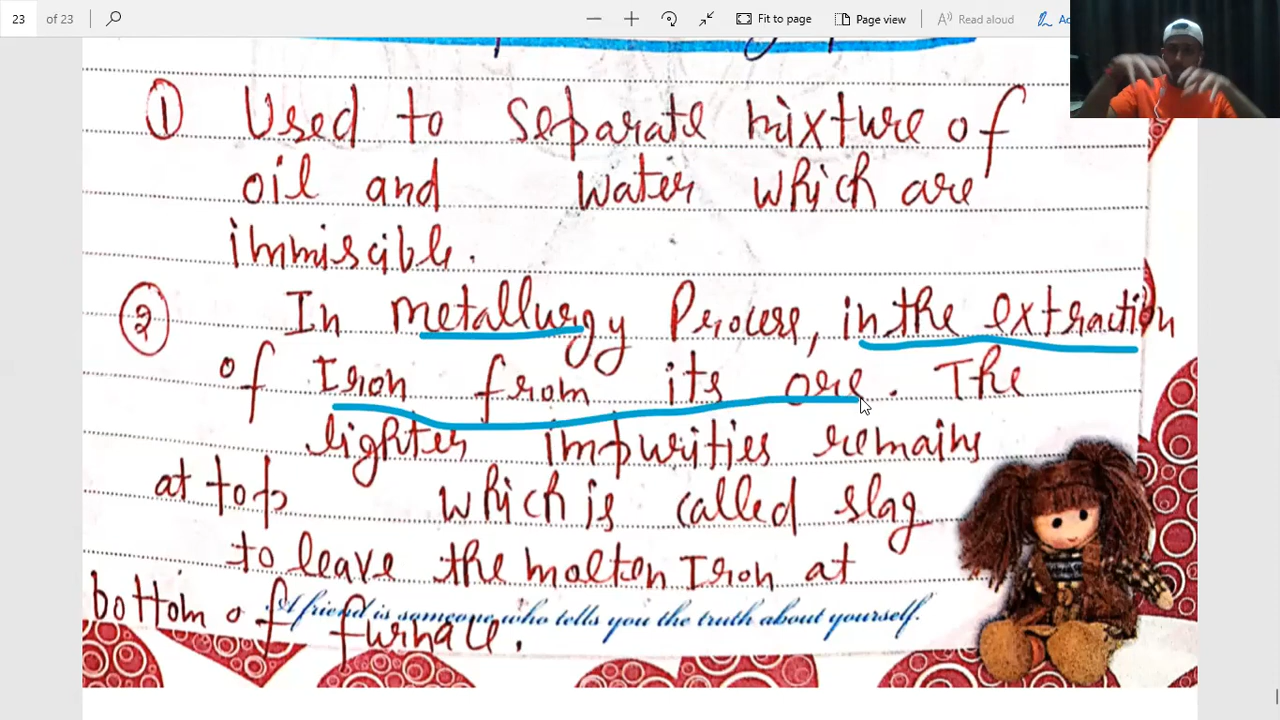 23 of 23
Fit to page
Page view
Read aloud
① Used to separate mixture of
oil and water which are
immiscible.
② In metallurgy Process, in the extraction
of Iron from its ore. The
lighter impurities remains
at top which is called slag
to leave the molten Iron at
bottom of furnace.
A friend is someone who tells you the truth about yourself.